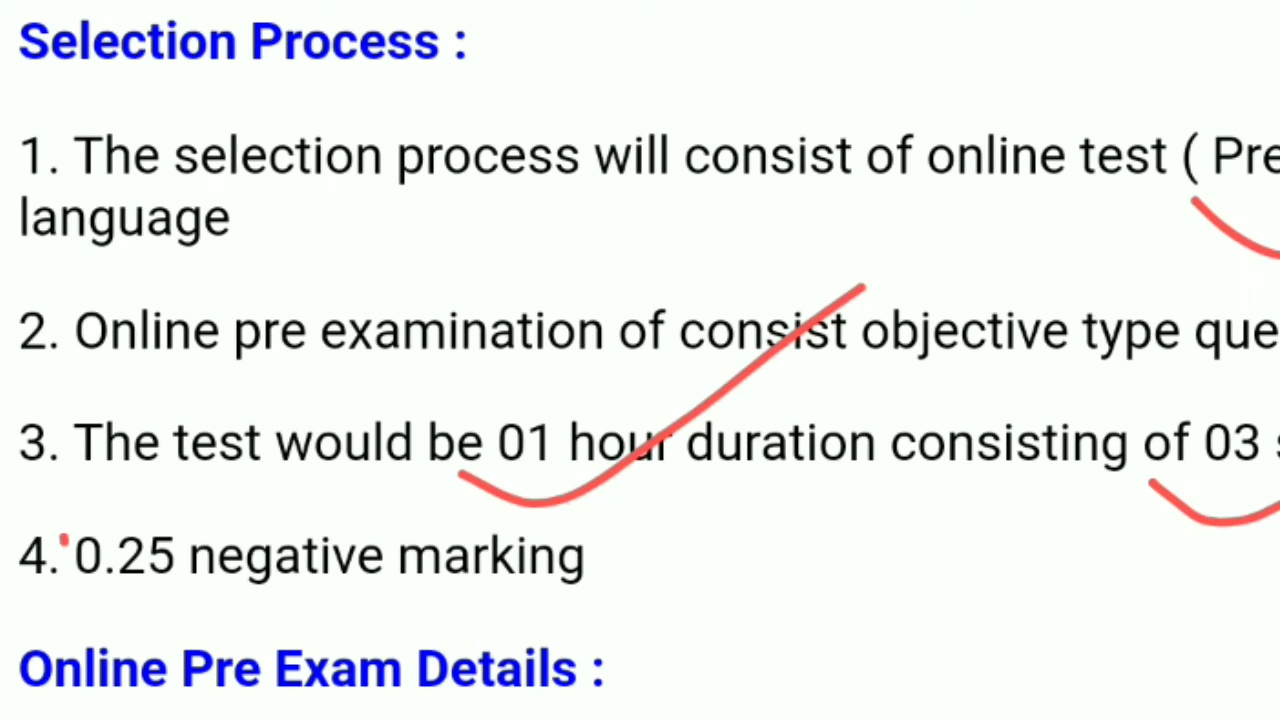 Selection Process :
1. The selection process will consist of online test ( Pre
language
2. Online pre examination of consist objective type que
3. The test would be 01 hour duration consisting of 03
4. 0.25 negative marking
Online Pre Exam Details :